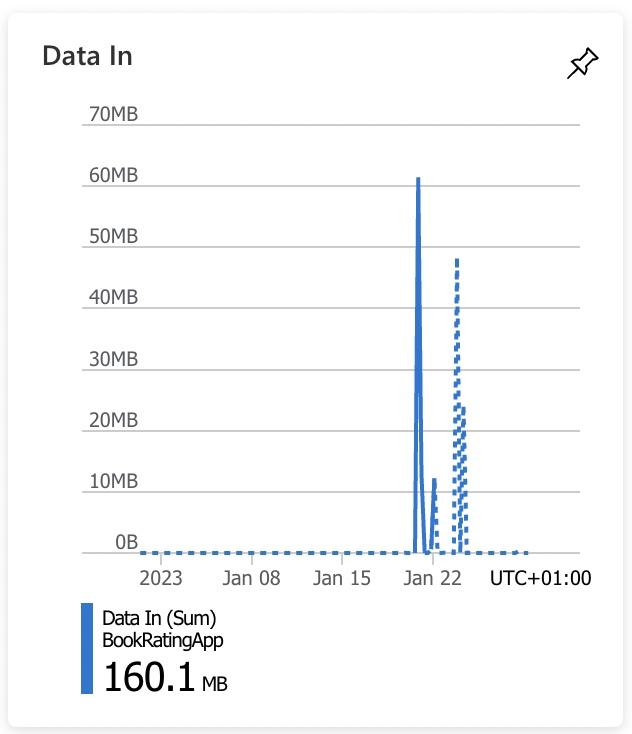 Data In
70MB
60MB
50MB
40MB
30MB
20MB
10MB
0B
2023 Jan 08 Jan 15 Jan 22 UTC+01:00
Data In (Sum)
BookRatingApp
160.1 MB